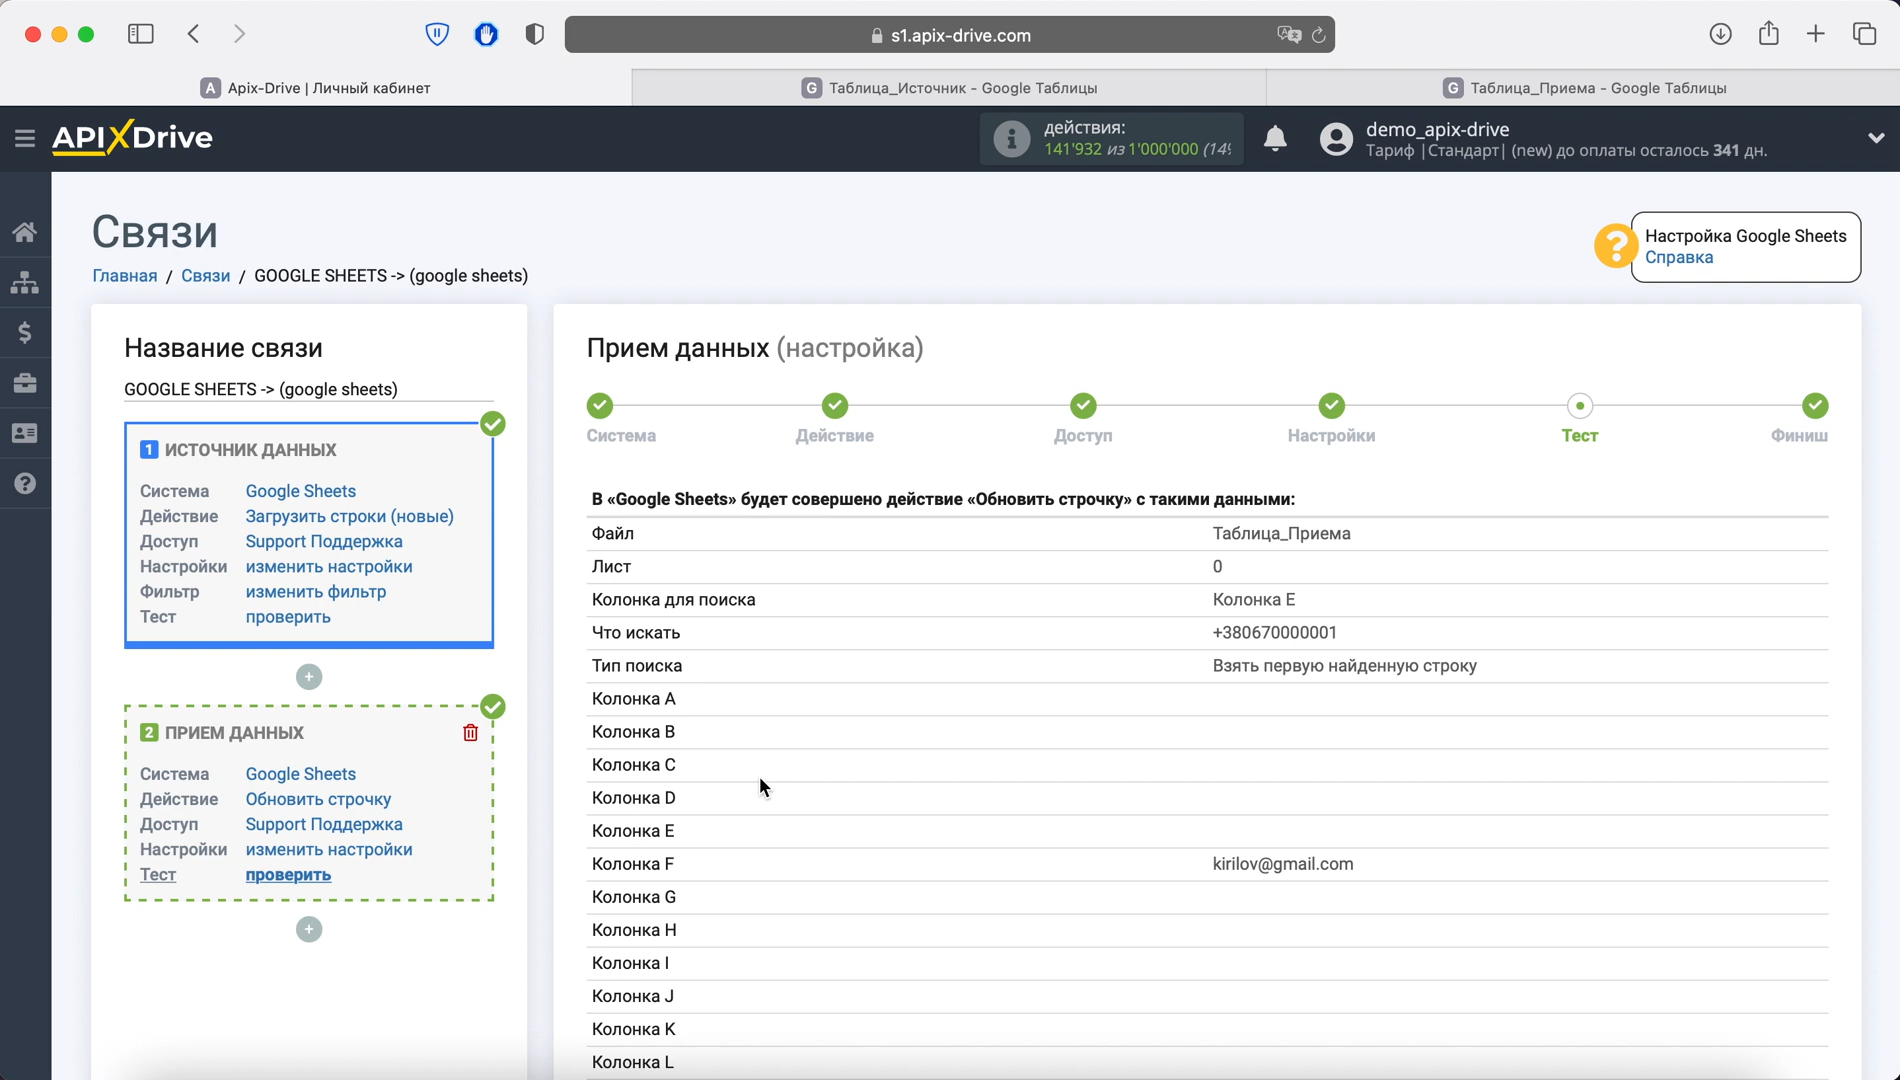 s1.apix-drive.com
A Apix-Drive | Личный кабинет
G Таблица_Источник - Google Таблицы
G Таблица_Приема - Google Таблицы
APIXDrive
действия:
141'932 из 1'000'000 (14%
demo_apix-drive
Тариф |Стандарт| (new) до оплаты осталось 341 дн.
Связи
Главная / Связи / GOOGLE SHEETS -> (google sheets)
Настройка Google Sheets
Справка
Название связи
GOOGLE SHEETS -> (google sheets)
1 ИСТОЧНИК ДАННЫХ
Система Google Sheets
Действие Загрузить строки (новые)
Доступ Support Поддержка
Настройки изменить настройки
Фильтр изменить фильтр
Тест проверить
2 ПРИЕМ ДАННЫХ
Система Google Sheets
Действие Обновить строчку
Доступ Support Поддержка
Настройки изменить настройки
Тест проверить
Прием данных (настройка)
Система Действие Доступ Настройки Тест Финиш
В «Google Sheets» будет совершено действие «Обновить строчку» с такими данными:
Файл Таблица_Приема
Лист 0
Колонка для поиска Колонка E
Что искать +380670000001
Тип поиска Взять первую найденную строку
Колонка A
Колонка B
Колонка C
Колонка D
Колонка E
Колонка F kirilov@gmail.com
Колонка G
Колонка H
Колонка I
Колонка J
Колонка K
Колонка L